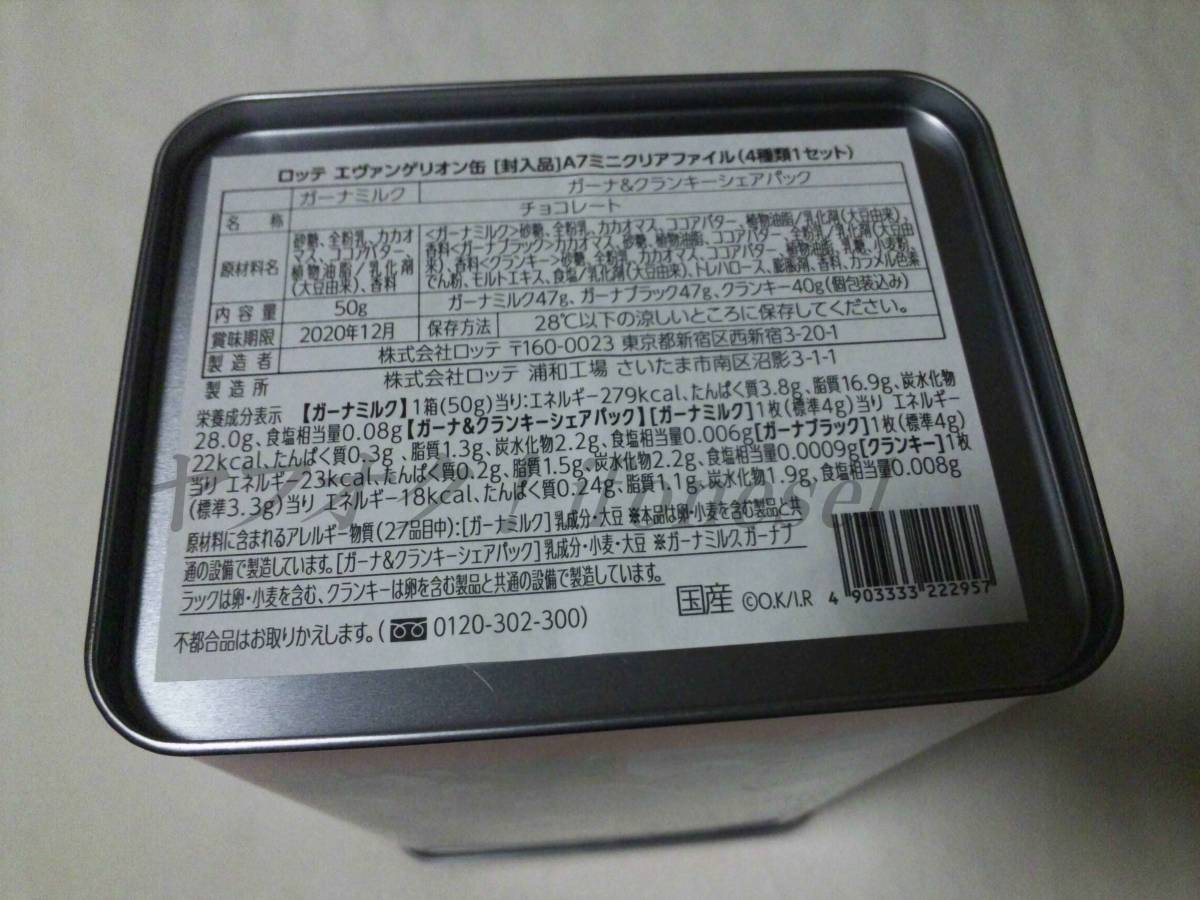 ロッテ エヴァンゲリオン缶 [封入品]A7ミニクリアファイル(4種類1セット)
ガーナミルク ガーナ&クランキーシェアパック
名称 チョコレート
原材料名
砂糖、全粉乳、カカオ
マス、ココアバター、
植物油脂/乳化剤
(大豆由来)、香料
<ガーナミルク>砂糖、全粉乳、カカオマス、ココアバター、植物油脂/乳化剤(大豆由来)、
香料<ガーナブラック>カカオマス、砂糖、植物油脂、ココアバター、全粉乳/乳化剤(大豆由
来)、香料<クランキー>砂糖、全粉乳、カカオマス、ココアバター、植物油脂、乳糖、小麦粉、
でん粉、モルトエキス、食塩/乳化剤(大豆由来)、トレハロース、膨脹剤、香料、カラメル色素
内容量 50g ガーナミルク47g、ガーナブラック47g、クランキー40g(個包装込み)
賞味期限 2020年12月 保存方法 28℃以下の涼しいところに保存してください。
製造者 株式会社ロッテ 〒160-0023 東京都新宿区西新宿3-20-1
製造所 株式会社ロッテ 浦和工場 さいたま市南区沼影3-1-1
栄養成分表示 【ガーナミルク】1箱(50g)当り:エネルギー279kcal、たんぱく質3.8g、脂質16.9g、炭水化物
28.0g、食塩相当量0.08g【ガーナ&クランキーシェアパック】[ガーナミルク]1枚(標準4g)当り エネルギー
22kcal、たんぱく質0.3g、脂質1.3g、炭水化物2.2g、食塩相当量0.006g[ガーナブラック]1枚(標準4g)
当り エネルギー23kcal、たんぱく質0.2g、脂質1.5g、炭水化物2.2g、食塩相当量0.0009g[クランキー]1枚
(標準3.3g)当り エネルギー18kcal、たんぱく質0.24g、脂質1.1g、炭水化物1.9g、食塩相当量0.008g
原材料に含まれるアレルギー物質(27品目中):[ガーナミルク]乳成分・大豆 ※本品は卵・小麦を含む製品と共
通の設備で製造しています。[ガーナ&クランキーシェアパック]乳成分・小麦・大豆 ※ガーナミルク、ガーナブ
ラックは卵・小麦を含む、クランキーは卵を含む製品と共通の設備で製造しています。
国産 ©O.K/I.R 4 903333 222957
不都合品はお取りかえします。(0120-302-300)